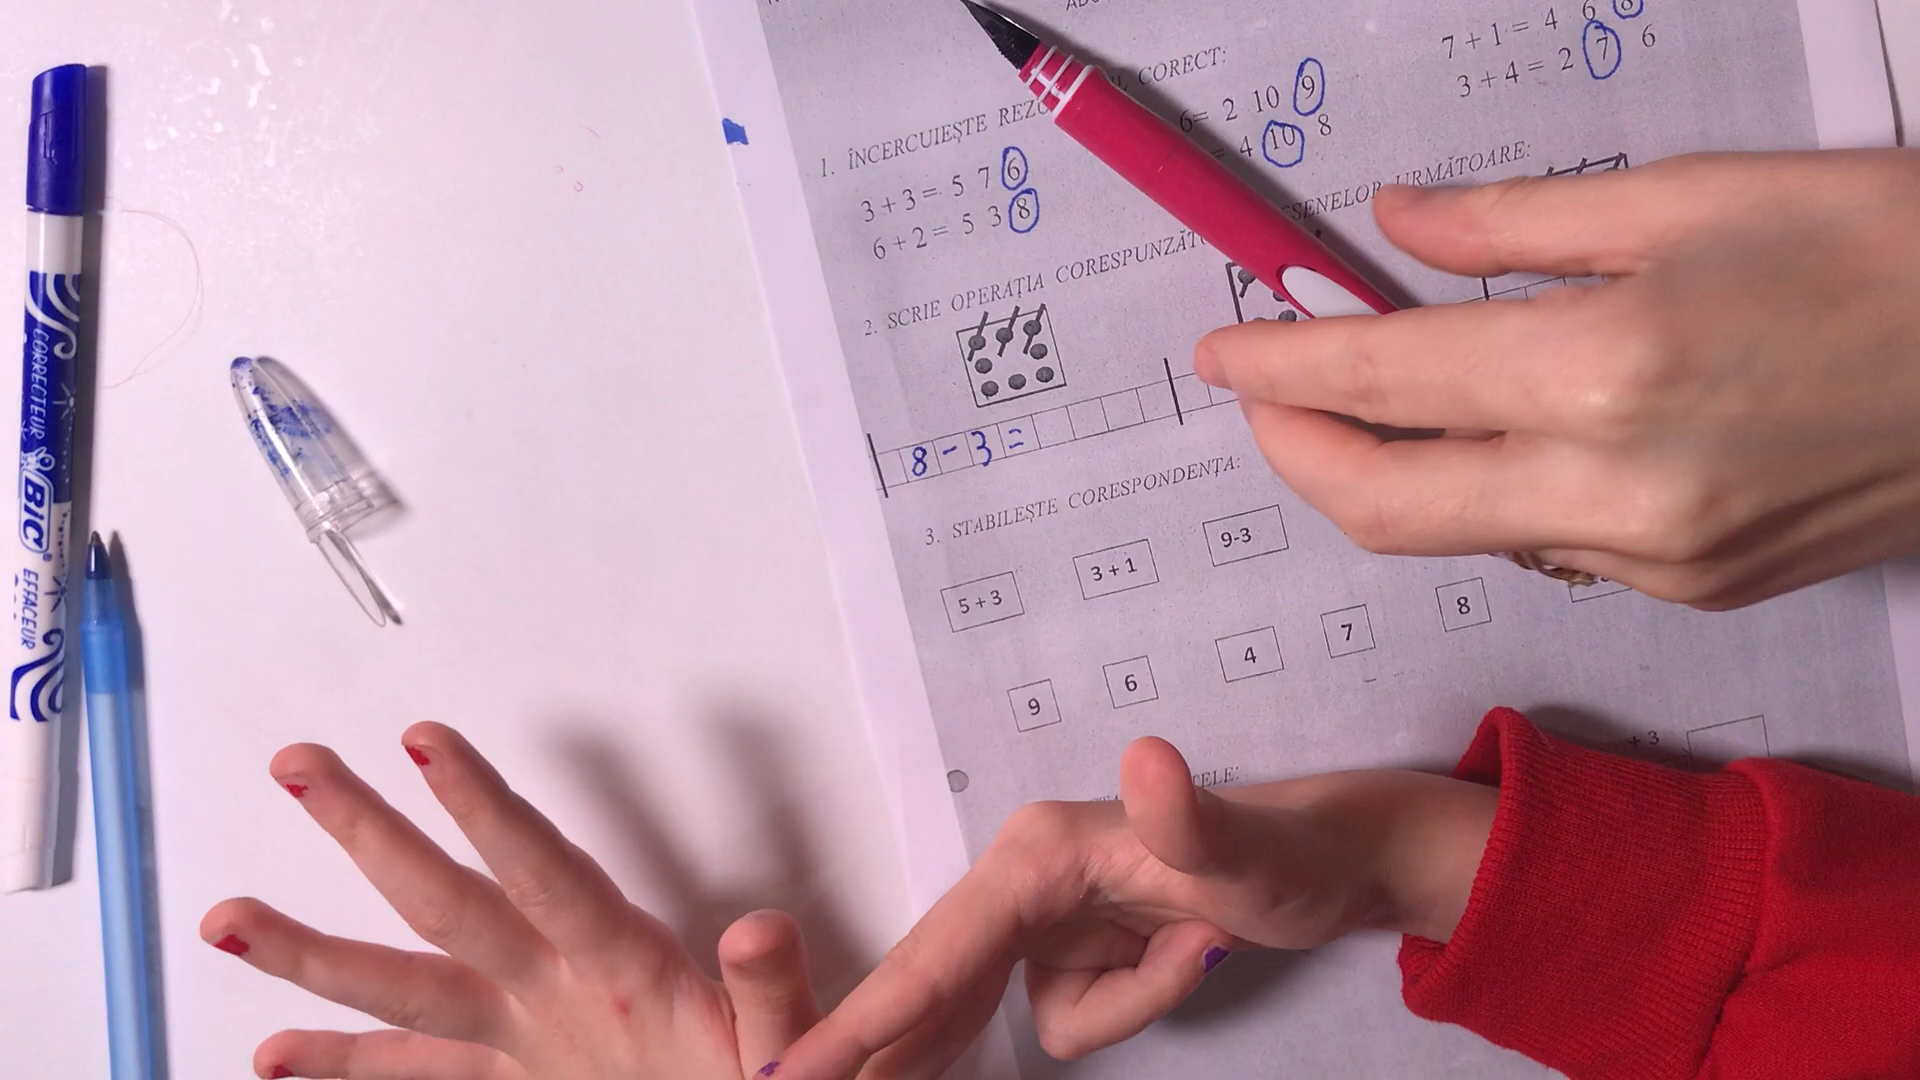 1. ÎNCERCUIEȘTE CORECT:
3 + 3 = 5 7 6
6 + 2 = 5 3 8
6 = 2 10 9
= 4 10 8
7 + 1 = 4 6 8
3 + 4 = 2 7 6
2. SCRIE OPERAȚIA URMĂTOARE:
8 - 3 =
3. STABILEȘTE CORESPONDENȚA:
5 + 3
3 + 1
9-3
9
6
4
7
8
+ 3
CORRECTEUR BIC® EFFACEUR